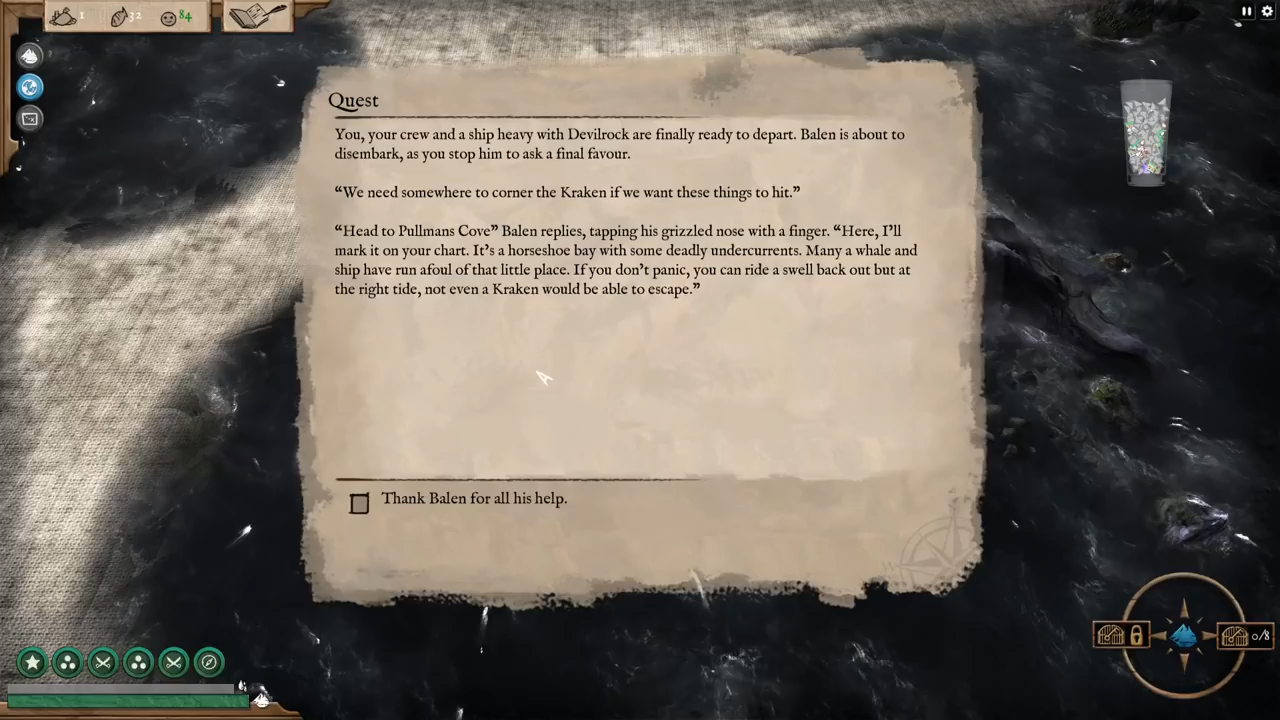 1 32 84
Quest
You, your crew and a ship heavy with Devilrock are finally ready to depart. Balen is about to
disembark, as you stop him to ask a final favour.
“We need somewhere to corner the Kraken if we want these things to hit.”
“Head to Pullmans Cove” Balen replies, tapping his grizzled nose with a finger. “Here, I’ll
mark it on your chart. It’s a horseshoe bay with some deadly undercurrents. Many a whale and
ship have run afoul of that little place. If you don’t panic, you can ride a swell back out but at
the right tide, not even a Kraken would be able to escape.”
Thank Balen for all his help.
0/8